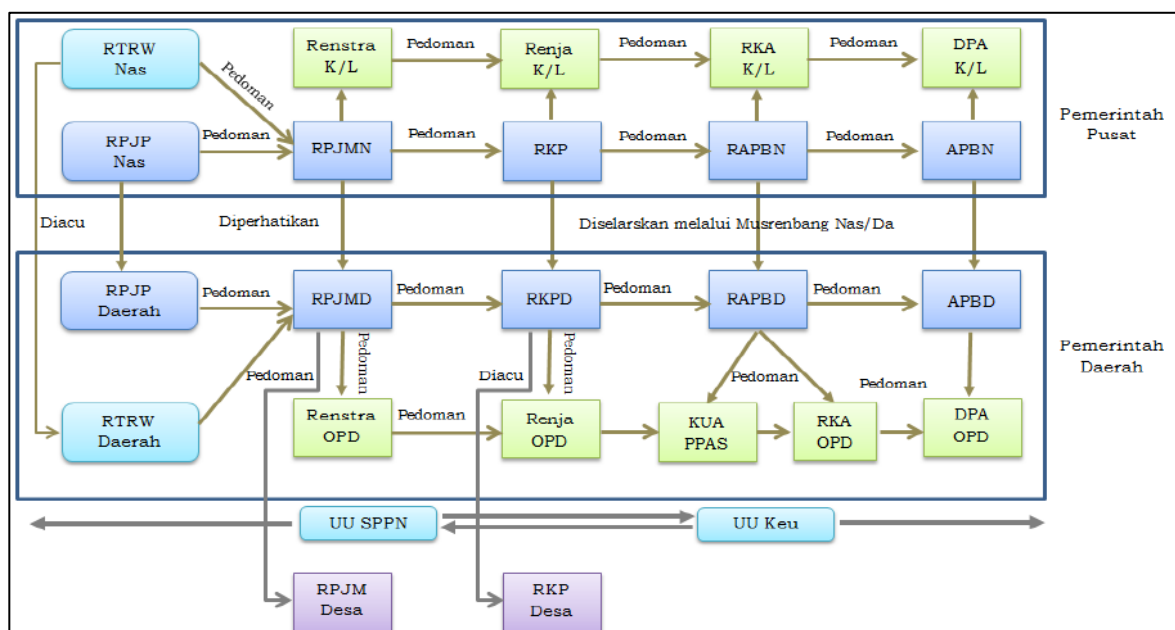 RTRW
Nas
Renstra
K/L
Pedoman
Renja
K/L
Pedoman
RKA
K/L
Pedoman
DPA
K/L
Pedoman
RPJP
Nas
Pedoman
RPJMN
Pedoman
RKP
Pedoman
RAPBN
Pedoman
APBN
Pemerintah
Pusat
Diacu
Diperhatikan
Diselarskan melalui Musrenbang Nas/Da
RPJP
Daerah
Pedoman
RPJMD
Pedoman
RKPD
Pedoman
RAPBD
Pedoman
APBD
Pemerintah
Daerah
Pedoman
Pedoman
Diacu
Pedoman
Pedoman
Pedoman
RTRW
Daerah
Renstra
OPD
Pedoman
Renja
OPD
KUA
PPAS
RKA
OPD
DPA
OPD
UU SPPN
UU Keu
RPJM
Desa
RKP
Desa